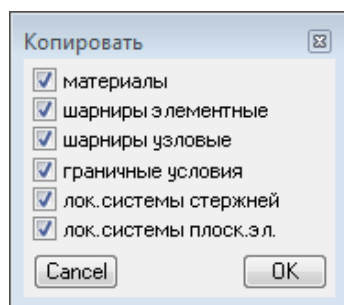 Копировать
материалы
шарниры элементные
шарниры узловые
граничные условия
лок.системы стержней
лок.системы плоск.эл.
Cancel OK